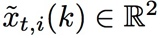 x̃ₜ,ᵢ(k) ∈ ℝ²